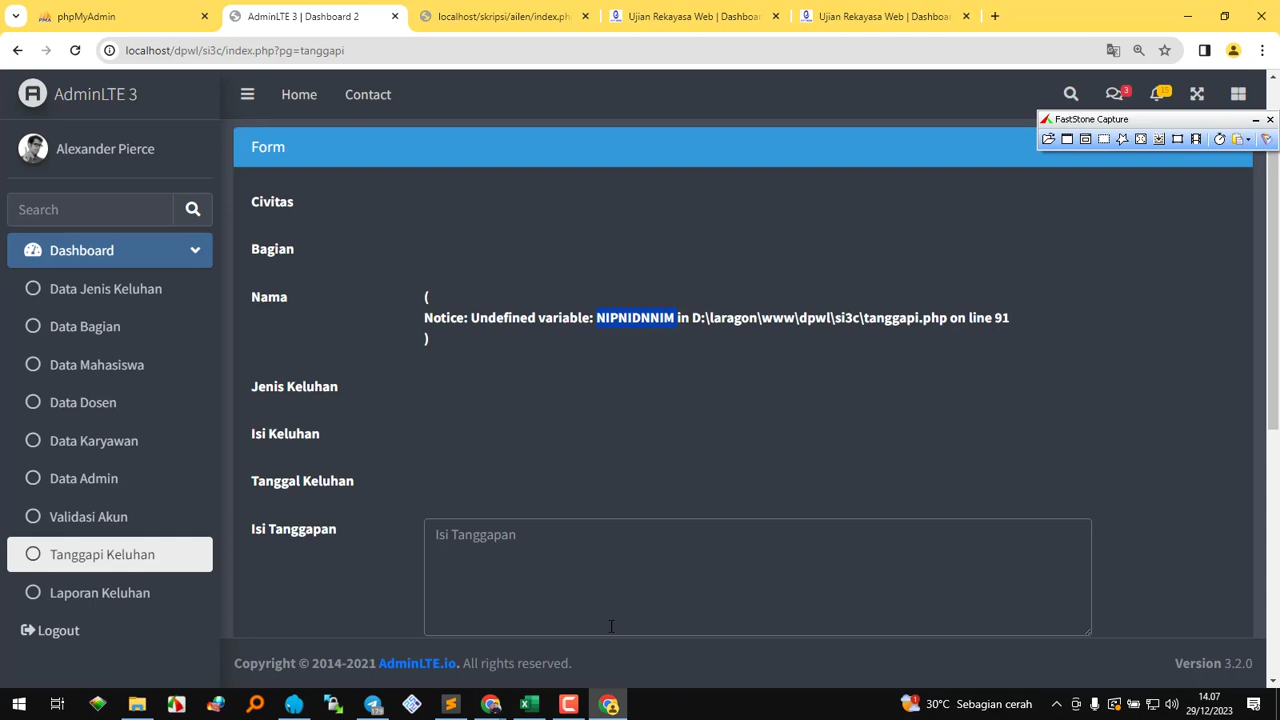 phpMyAdmin
AdminLTE 3 | Dashboard 2
localhost/skripsi/ailen/index.ph
Ujian Rekayasa Web | Dashboa
Ujian Rekayasa Web | Dashboa
localhost/dpwl/si3c/index.php?pg=tanggapi
AdminLTE 3
Home
Contact
3
15
FastStone Capture
Alexander Pierce
Search
Dashboard
Data Jenis Keluhan
Data Bagian
Data Mahasiswa
Data Dosen
Data Karyawan
Data Admin
Validasi Akun
Tanggapi Keluhan
Laporan Keluhan
Logout
Form
Civitas
Bagian
Nama
(
Notice: Undefined variable: NIPNIDNNIM in D:\laragon\www\dpwl\si3c\tanggapi.php on line 91
)
Jenis Keluhan
Isi Keluhan
Tanggal Keluhan
Isi Tanggapan
Isi Tanggapan
Copyright © 2014-2021 AdminLTE.io. All rights reserved.
Version 3.2.0
30°C Sebagian cerah
14.07
29/12/2023